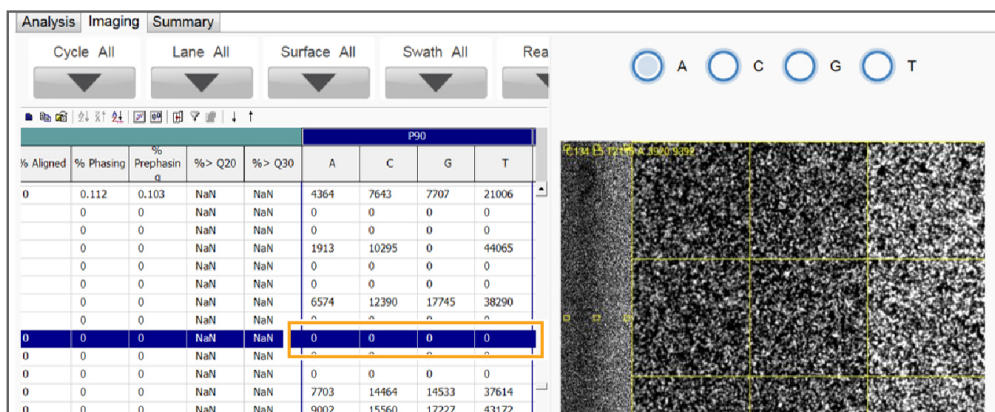 Analysis Imaging Summary
Cycle All Lane All Surface All Swath All Rea
A C G T
P90
% Aligned % Phasing % Prephasin g %> Q20 %> Q30 A C G T
0 0.112 0.103 NaN NaN 4364 7643 7707 21006
0 0 NaN NaN 0 0 0 0
0 0 NaN NaN 0 0 0 0
0 0 NaN NaN 1913 10295 0 44065
0 0 NaN NaN 0 0 0 0
0 0 NaN NaN 0 0 0 0
0 0 NaN NaN 6574 12390 17745 38290
0 0 NaN NaN 0 0 0 0
0 0 0 NaN NaN 0 0 0 0
0 0 0 NaN NaN 0 0 0 0
0 0 NaN NaN 0 0 0 0
0 0 0 NaN NaN 7703 14464 14533 37614
0 0 0 NaN NaN 9002 15560 17227 43172